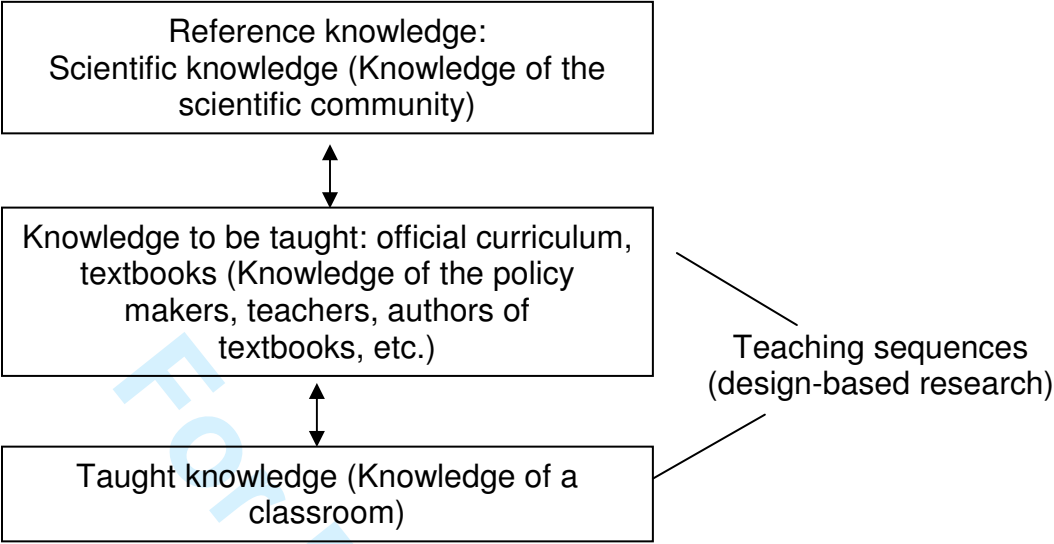 Reference knowledge:
Scientific knowledge (Knowledge of the
scientific community)
Knowledge to be taught: official curriculum,
textbooks (Knowledge of the policy
makers, teachers, authors of
textbooks, etc.)
Teaching sequences
(design-based research)
Taught knowledge (Knowledge of a
classroom)
For